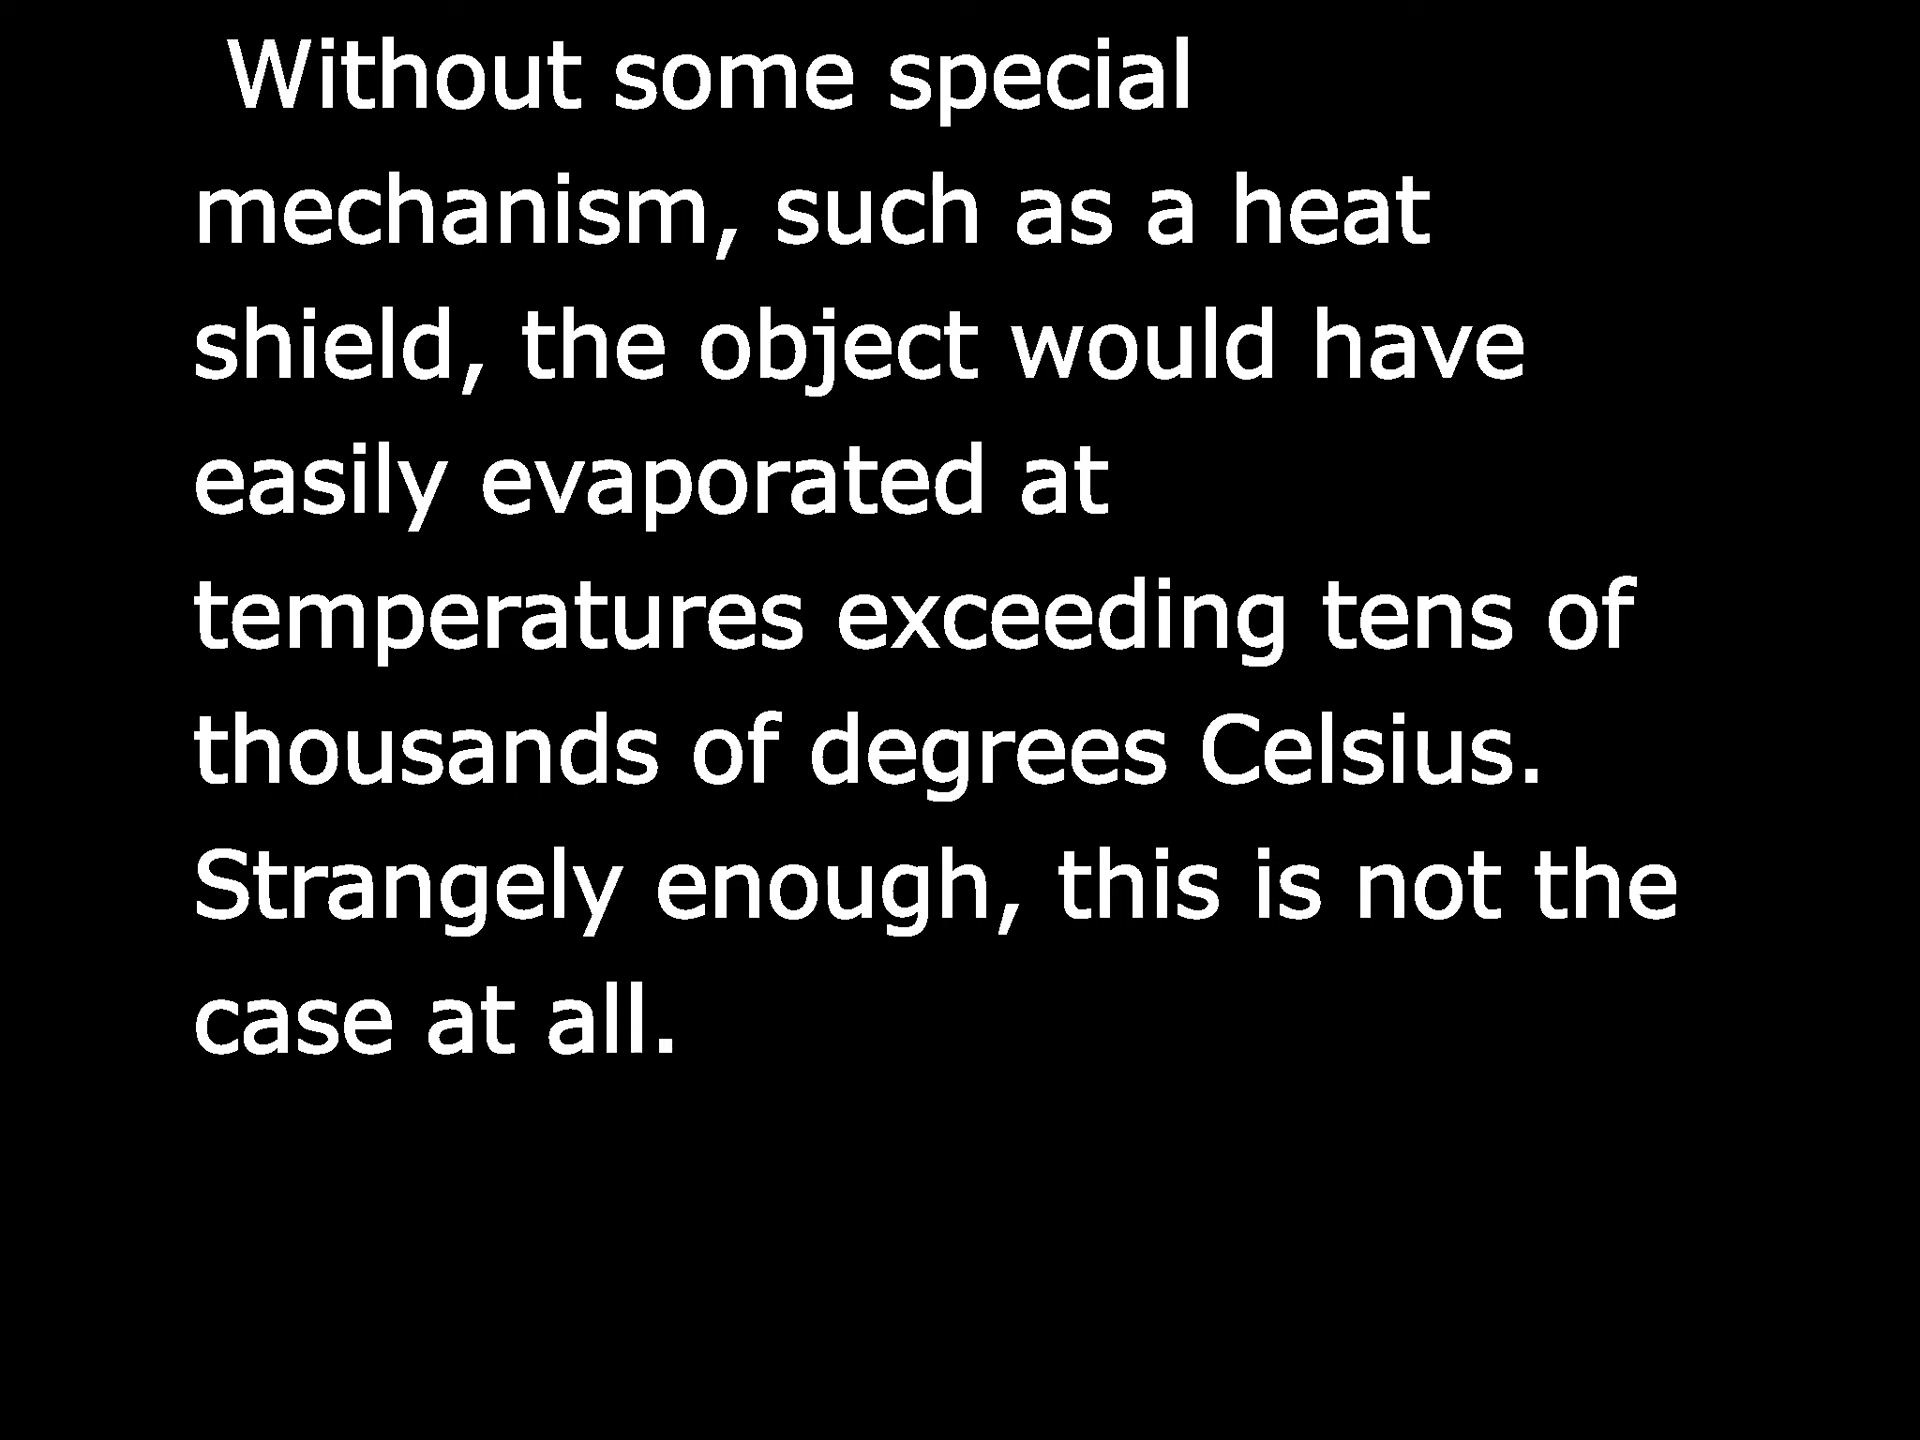 Without some special
mechanism, such as a heat
shield, the object would have
easily evaporated at
temperatures exceeding tens of
thousands of degrees Celsius.
Strangely enough, this is not the
case at all.